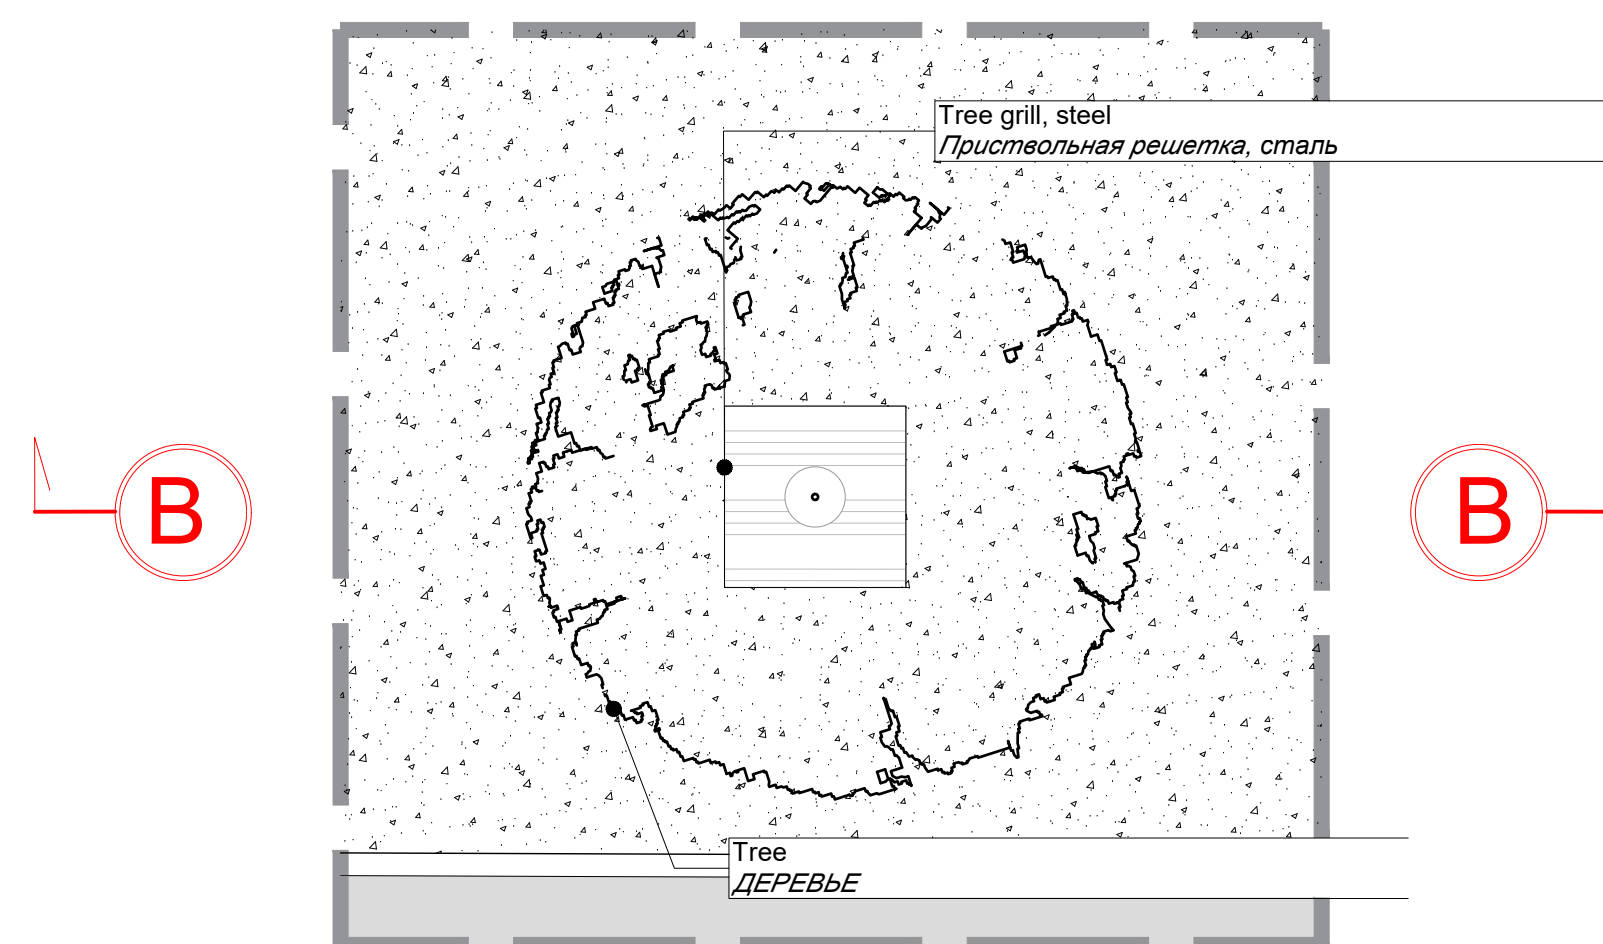 Tree grill, steel
Приствольная решетка, сталь
B
B
Tree
ДЕРЕВЬЕ